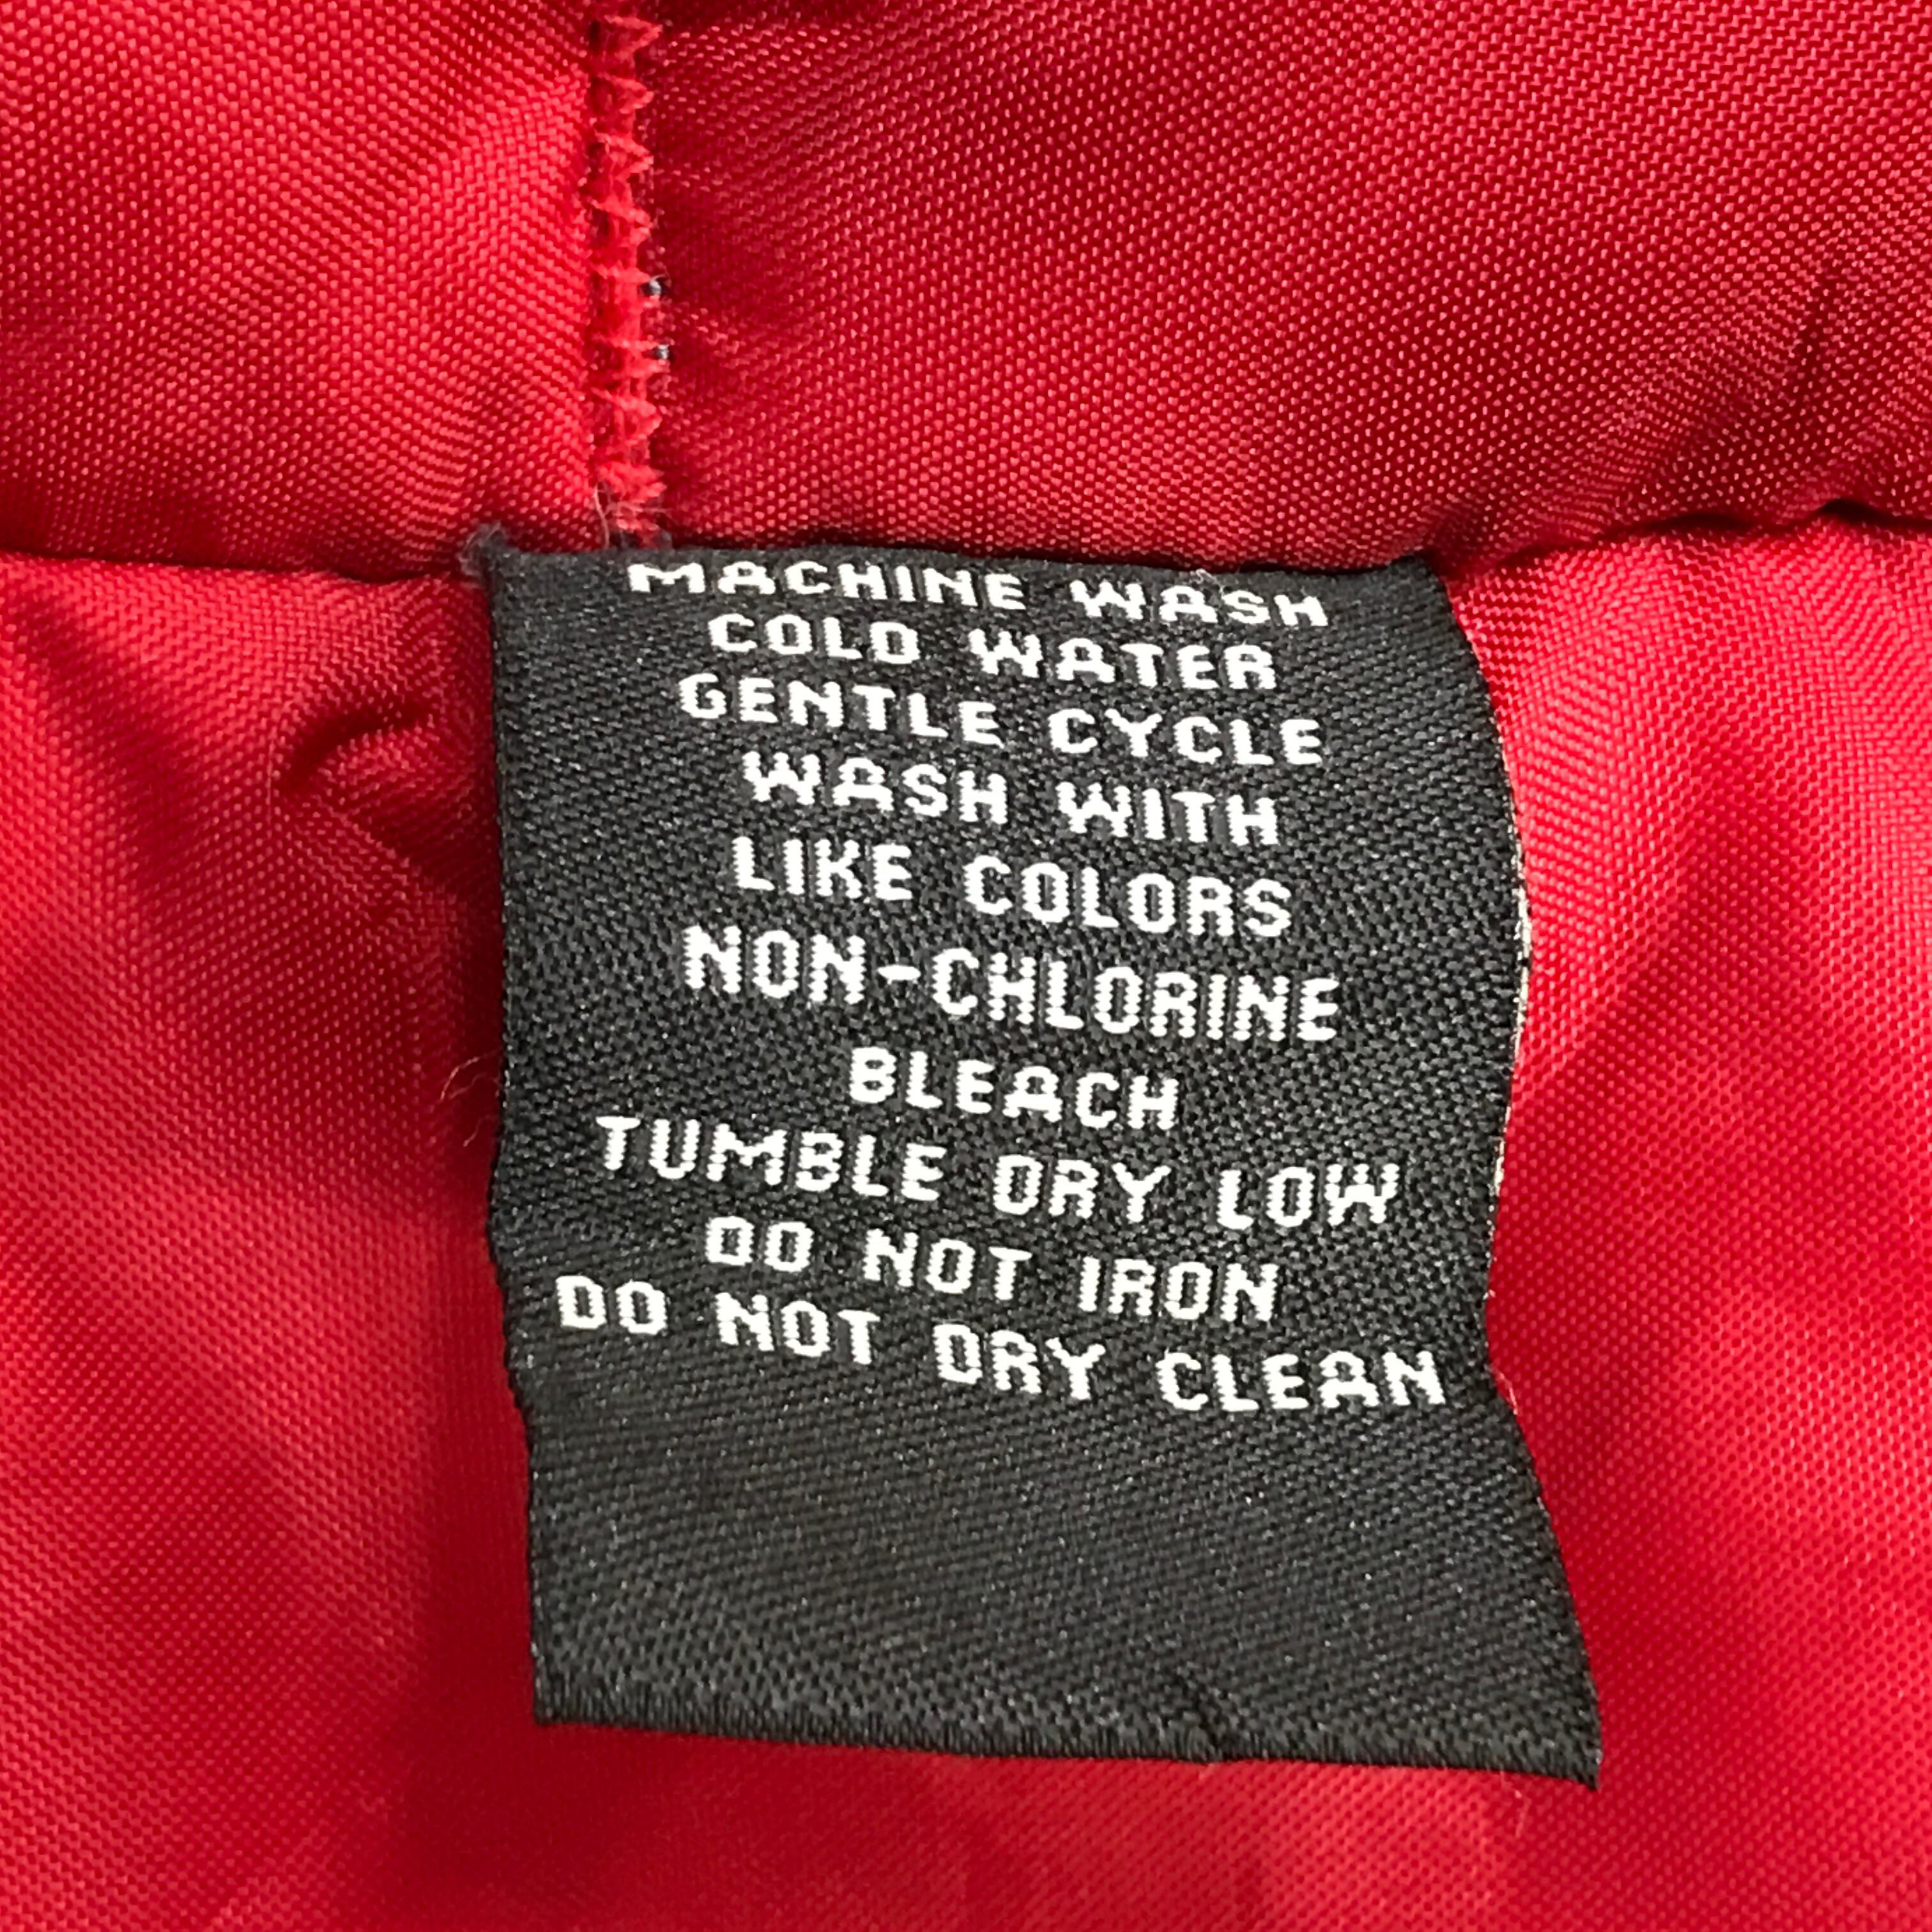 MACHINE WASH
COLD WATER
GENTLE CYCLE
WASH WITH
LIKE COLORS
NON-CHLORINE
BLEACH
TUMBLE DRY LOW
DO NOT IRON
DO NOT DRY CLEAN